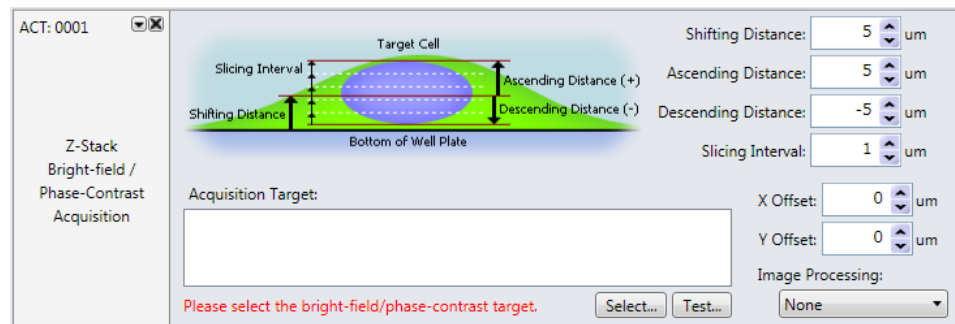 ACT: 0001
Z-Stack
Bright-field /
Phase-Contrast
Acquisition
Target Cell
Slicing Interval
Ascending Distance (+)
Shifting Distance
Descending Distance (-)
Bottom of Well Plate
Shifting Distance: 5 um
Ascending Distance: 5 um
Descending Distance: -5 um
Slicing Interval: 1 um
Acquisition Target:
X Offset: 0 um
Y Offset: 0 um
Image Processing:
None
Please select the bright-field/phase-contrast target.
Select... Test...